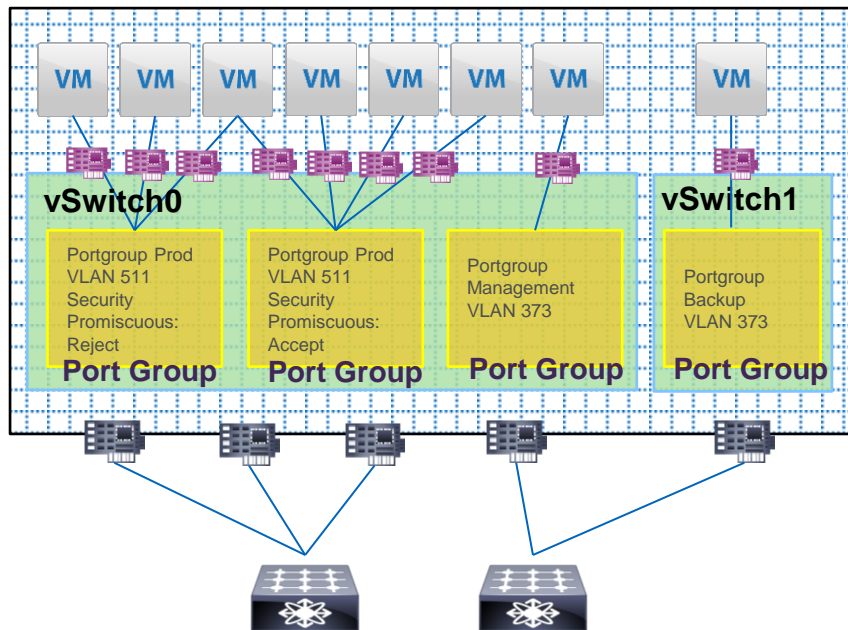 VM VM VM VM VM VM VM VM
vSwitch0
vSwitch1
Portgroup Prod
VLAN 511
Security
Promiscuous:
Reject
Port Group
Portgroup Prod
VLAN 511
Security
Promiscuous:
Accept
Port Group
Portgroup
Management
VLAN 373
Port Group
Portgroup
Backup
VLAN 373
Port Group